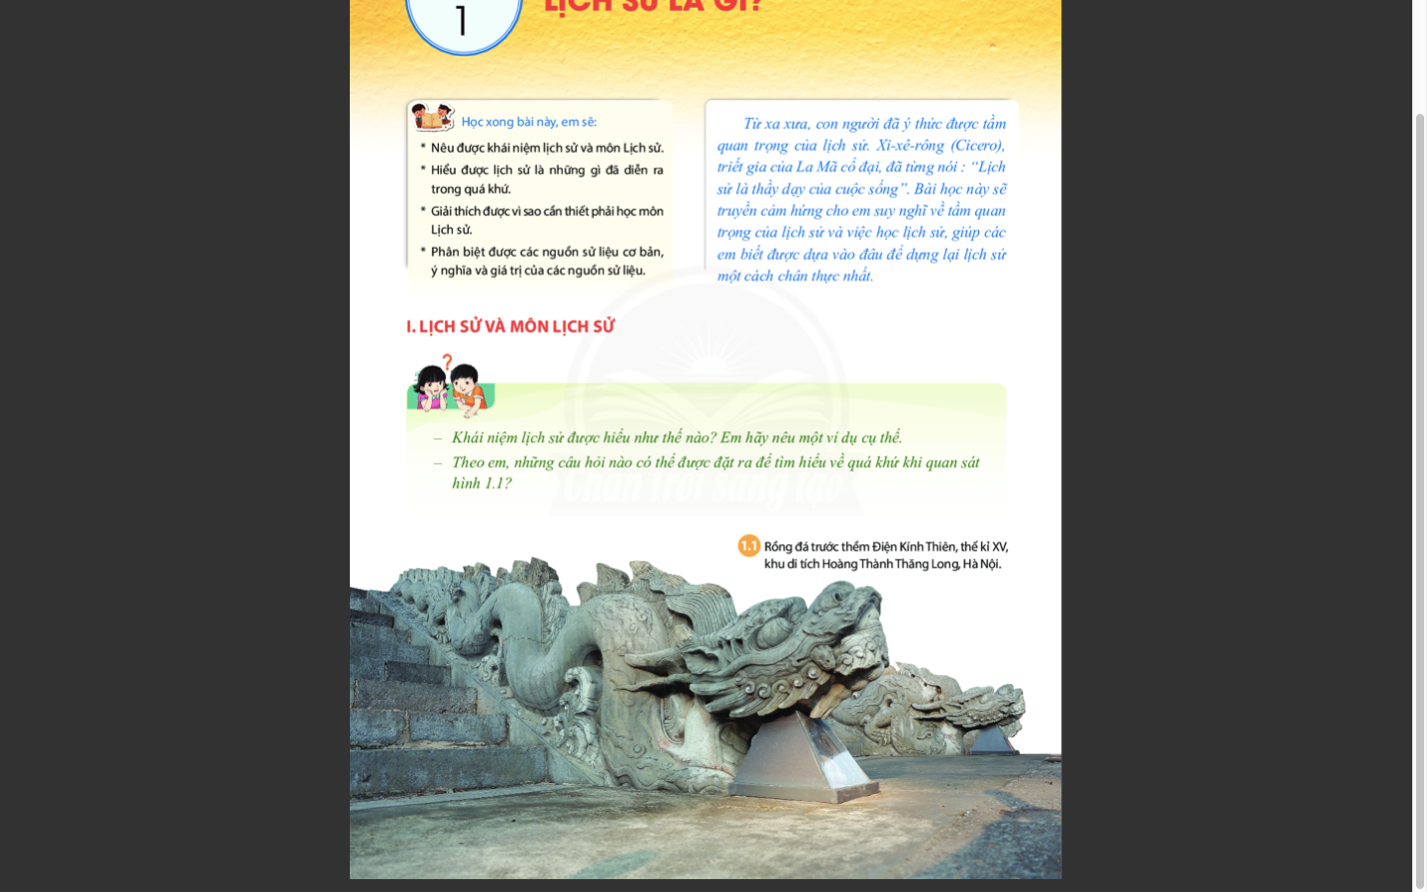 1
LỊCH SỬ LÀ GÌ?
Học xong bài này, em sẽ:
* Nêu được khái niệm lịch sử và môn Lịch sử.
* Hiểu được lịch sử là những gì đã diễn ra
trong quá khứ.
* Giải thích được vì sao cần thiết phải học môn
Lịch sử.
* Phân biệt được các nguồn sử liệu cơ bản,
ý nghĩa và giá trị của các nguồn sử liệu.
Từ xa xưa, con người đã ý thức được tầm
quan trọng của lịch sử. Xi-xê-rông (Cicero),
triết gia của La Mã cổ đại, đã từng nói : “Lịch
sử là thầy dạy của cuộc sống”. Bài học này sẽ
truyền cảm hứng cho em suy nghĩ về tầm quan
trọng của lịch sử và việc học lịch sử, giúp các
em biết được dựa vào đâu để dựng lại lịch sử
một cách chân thực nhất.
I. LỊCH SỬ VÀ MÔN LỊCH SỬ
?
– Khái niệm lịch sử được hiểu như thế nào? Em hãy nêu một ví dụ cụ thể.
– Theo em, những câu hỏi nào có thể được đặt ra để tìm hiểu về quá khứ khi quan sát
hình 1.1?
Chân trời sáng tạo
1.1 Rồng đá trước thềm Điện Kính Thiên, thế kỉ XV,
khu di tích Hoàng Thành Thăng Long, Hà Nội.